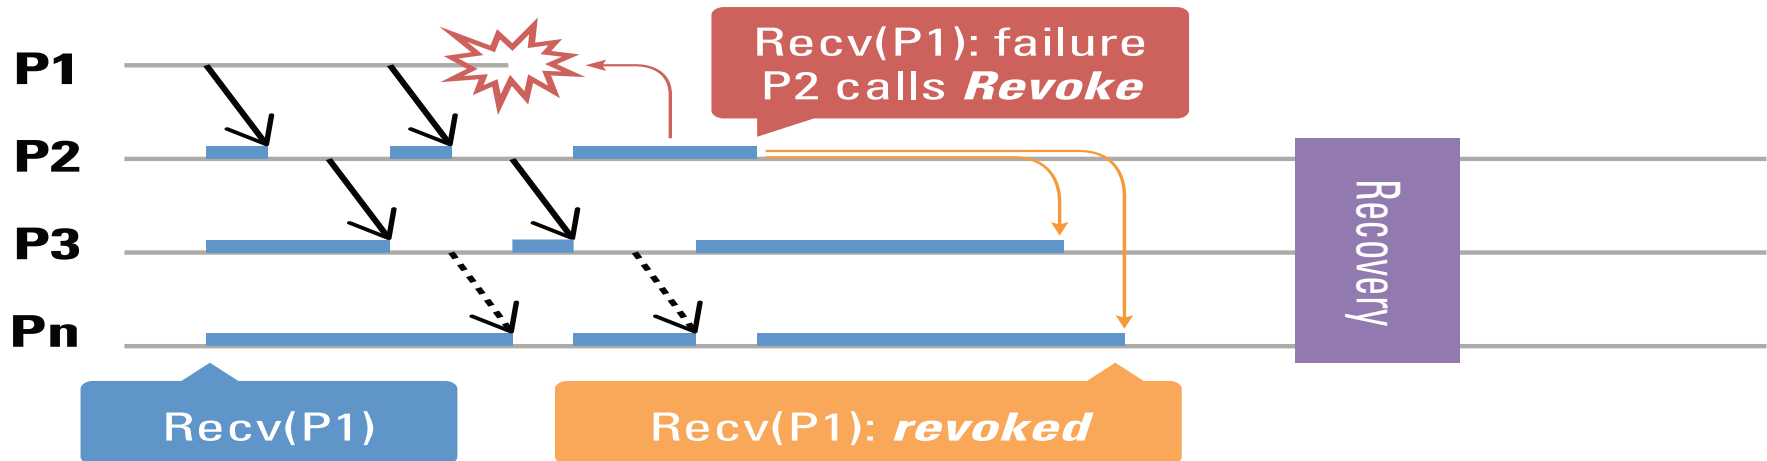 P1
Recv(P1): failure
P2 calls Revoke
P2
P3
Recovery
Pn
Recv(P1)
Recv(P1): revoked